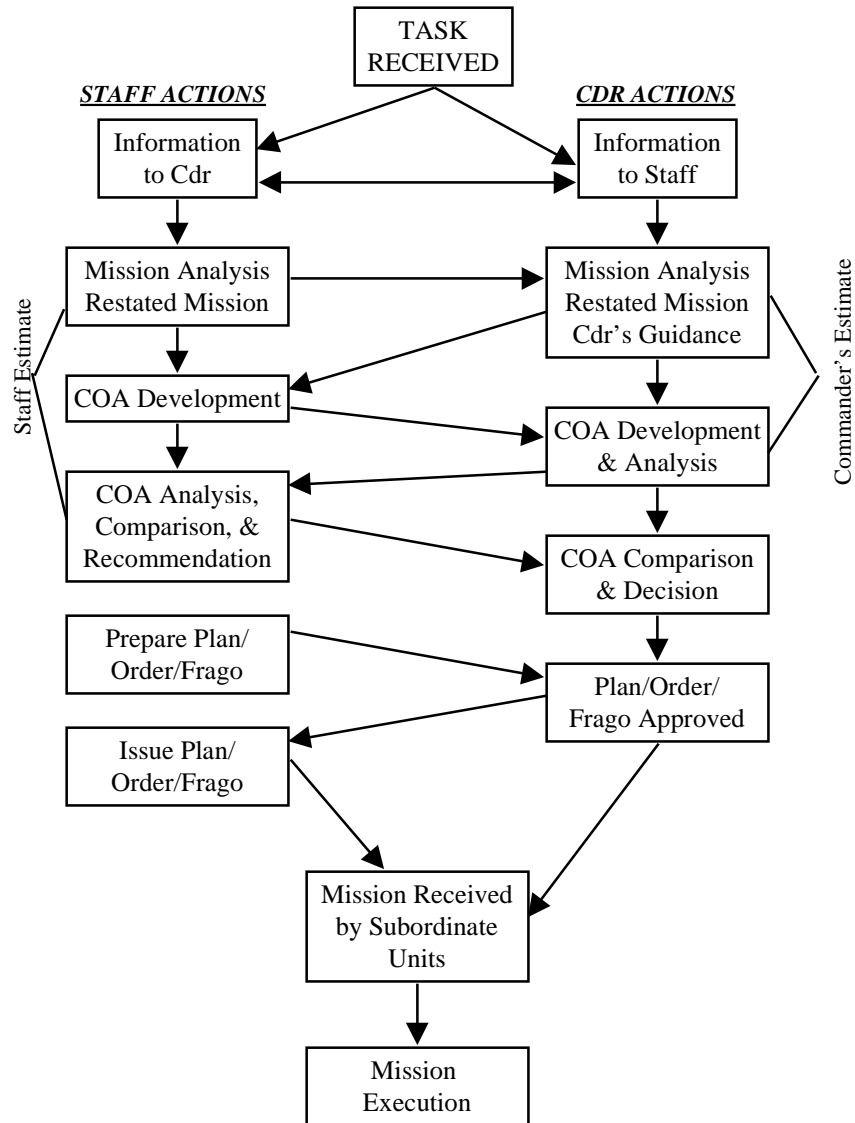 TASK
RECEIVED
STAFF ACTIONS
CDR ACTIONS
Information
to Cdr
Information
to Staff
Mission Analysis
Restated Mission
Mission Analysis
Restated Mission
Cdr's Guidance
Staff Estimate
Commander's Estimate
COA Development
COA Development
& Analysis
COA Analysis,
Comparison, &
Recommendation
COA Comparison
& Decision
Prepare Plan/
Order/Frago
Plan/Order/
Frago Approved
Issue Plan/
Order/Frago
Mission Received
by Subordinate
Units
Mission
Execution